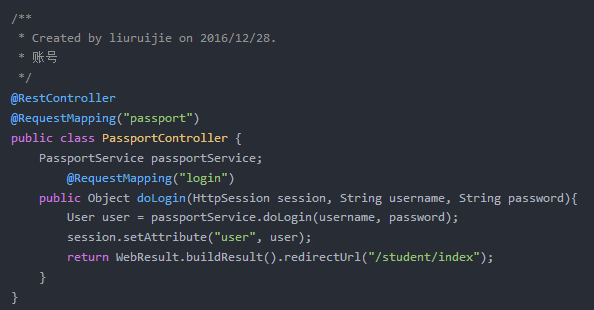 /**
 * Created by liuruijie on 2016/12/28.
 * 账号
 */
@RestController
@RequestMapping("passport")
public class PassportController {
    PassportService passportService;
        @RequestMapping("login")
    public Object doLogin(HttpSession session, String username, String password){
        User user = passportService.doLogin(username, password);
        session.setAttribute("user", user);
        return WebResult.buildResult().redirectUrl("/student/index");
    }
}